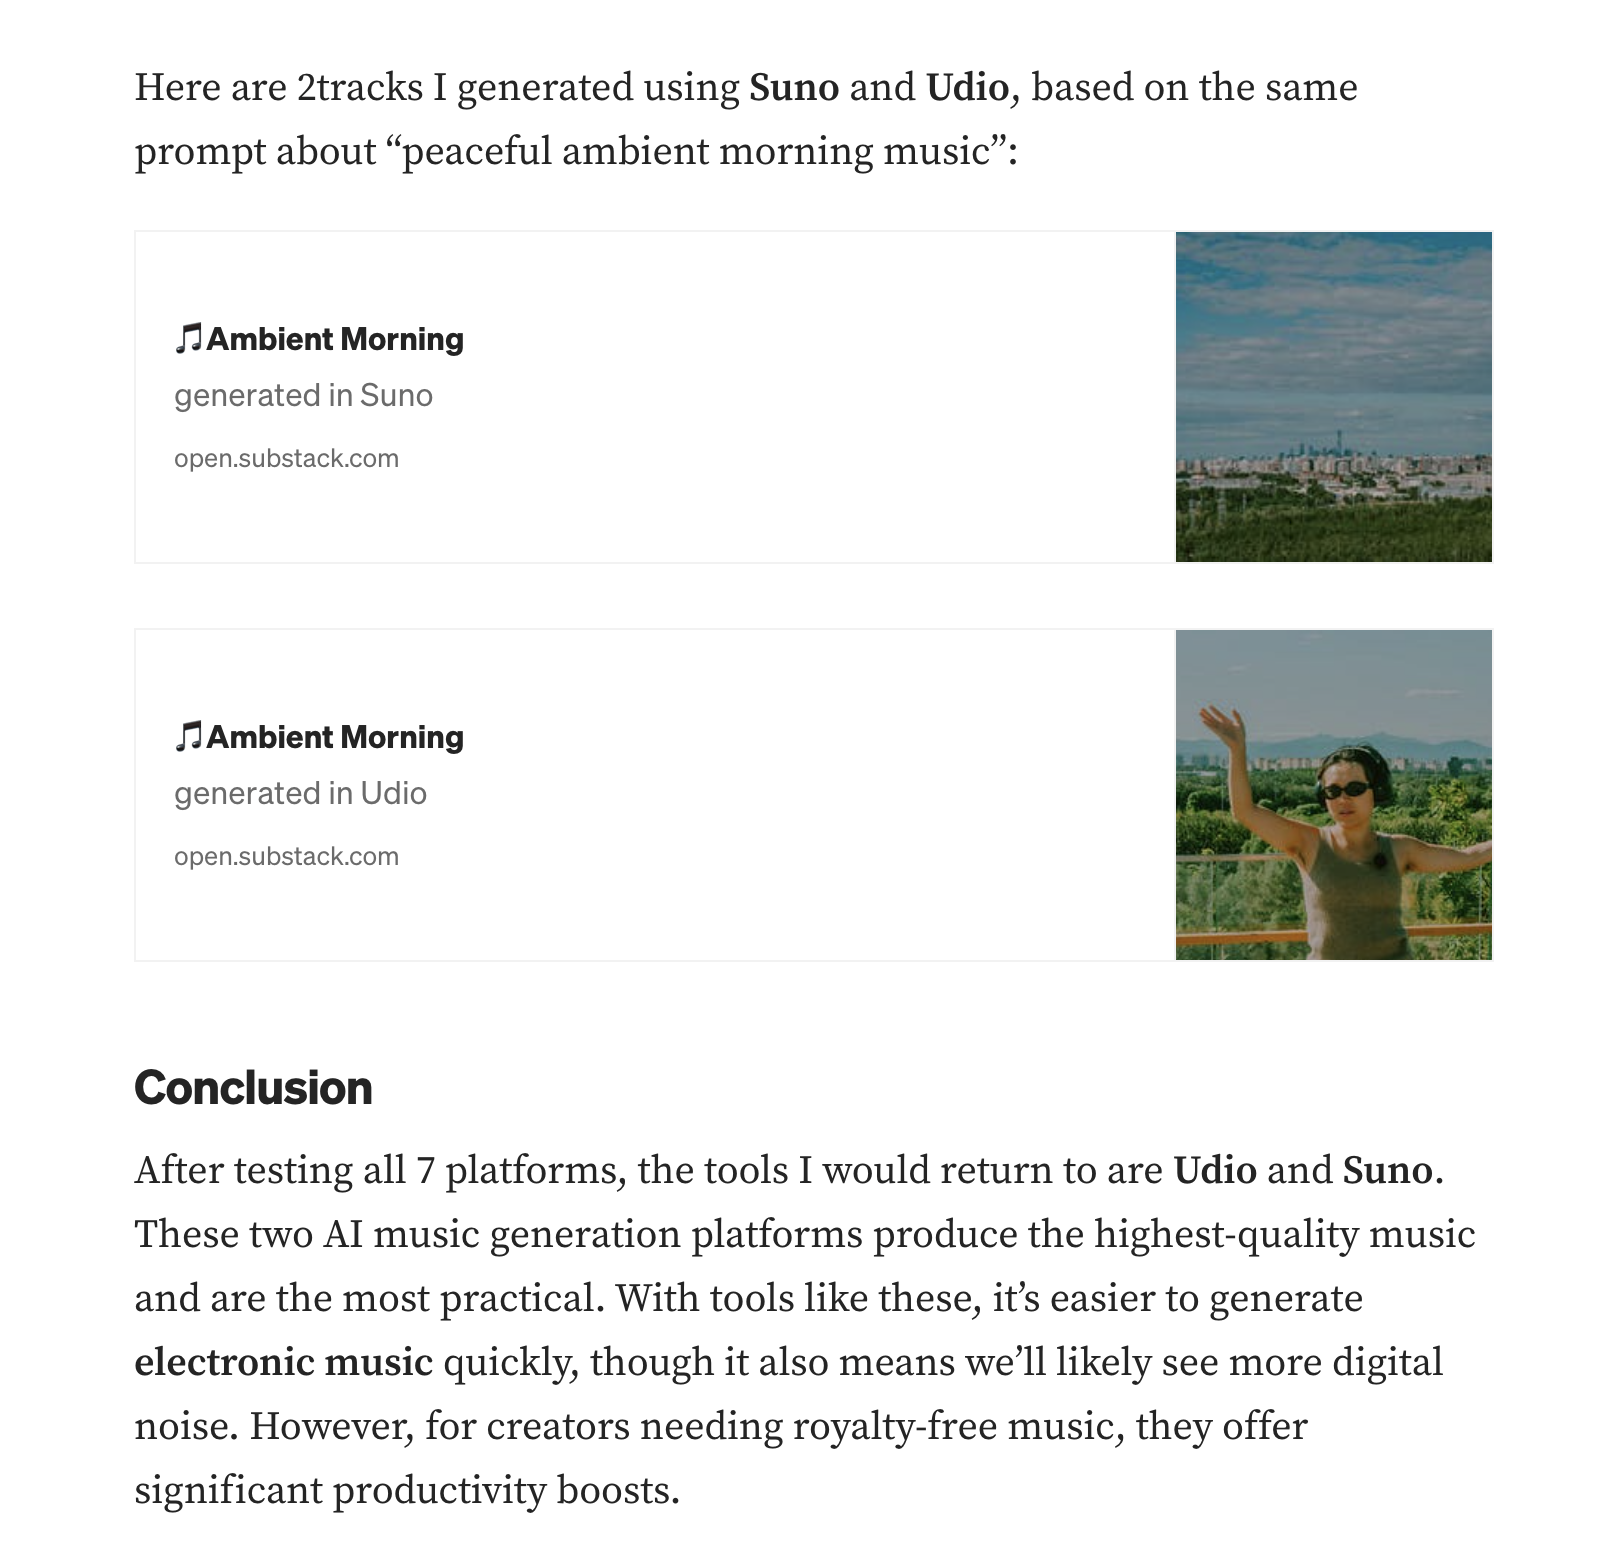 Here are 2tracks I generated using Suno and Udio, based on the same
prompt about “peaceful ambient morning music”:
🎵Ambient Morning
generated in Suno
open.substack.com
🎵Ambient Morning
generated in Udio
open.substack.com
Conclusion
After testing all 7 platforms, the tools I would return to are Udio and Suno.
These two AI music generation platforms produce the highest-quality music
and are the most practical. With tools like these, it’s easier to generate
electronic music quickly, though it also means we’ll likely see more digital
noise. However, for creators needing royalty-free music, they offer
significant productivity boosts.